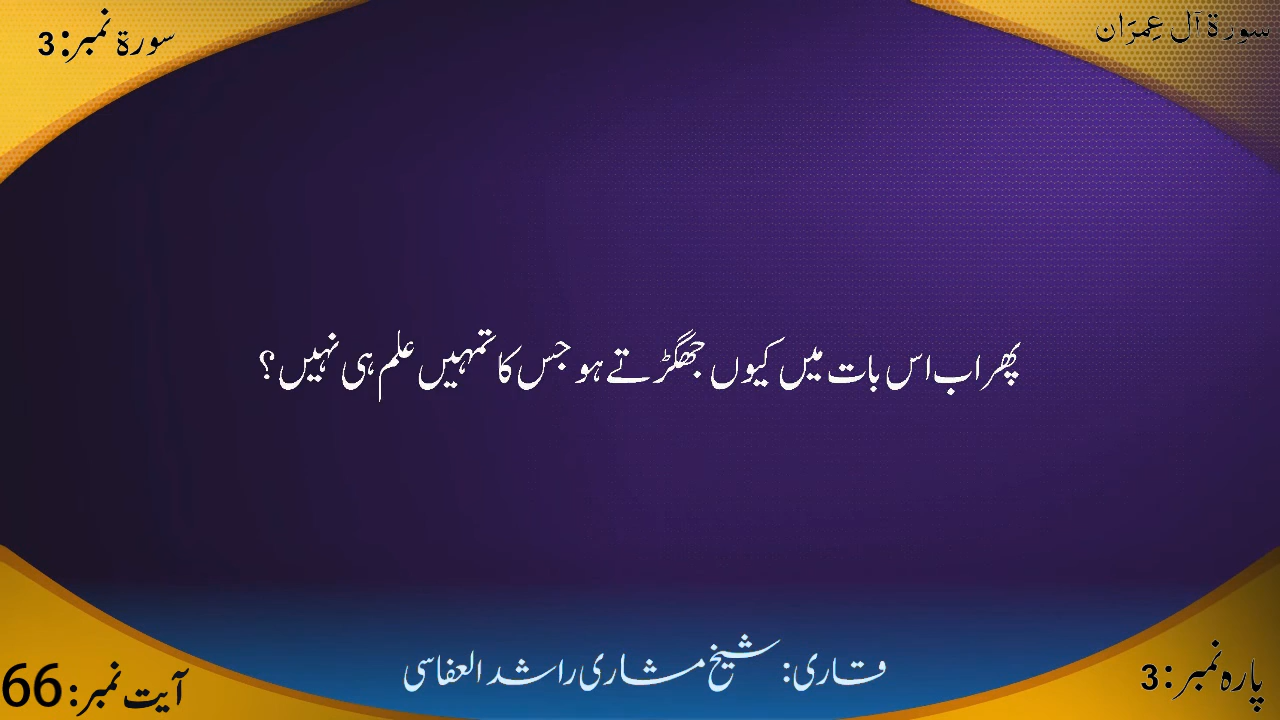 سورۃ آل عِمرَان
سورۃ نمبر: 3
پھر اب اس بات میں کیوں جھگڑتے ہو جس کا تمہیں علم ہی نہیں؟
قاری: شیخ مشاری راشد العفاسی
پارہ نمبر: 3
آیت نمبر: 66